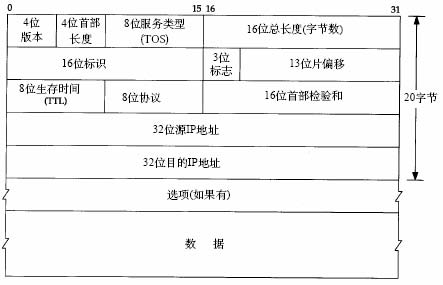 0 15 16 31
4位版本 4位首部长度 8位服务类型(TOS) 16位总长度(字节数)
16位标识 3位标志 13位片偏移
8位生存时间(TTL) 8位协议 16位首部检验和
20字节
32位源IP地址
32位目的IP地址
选项(如果有)
数 据